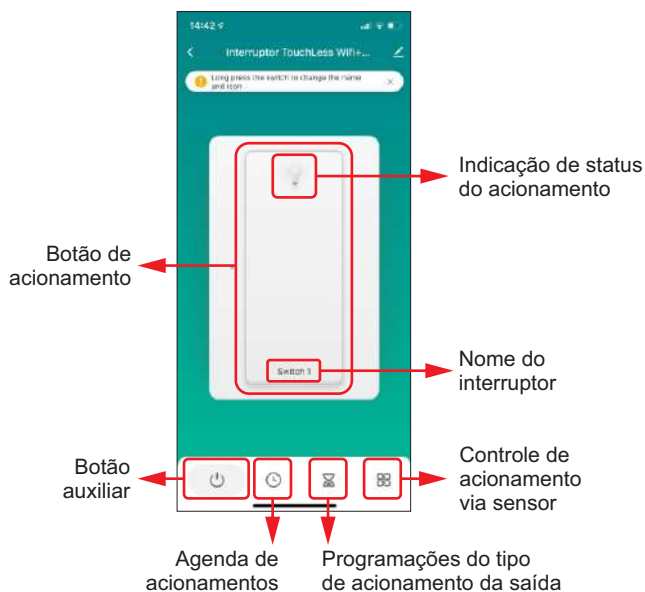 14:42
Interruptor TouchLess Wifi+...
Long press the switch to change the name
and icon
Indicação de status
do acionamento
Botão de
acionamento
Switch 1
Nome do
interruptor
Botão
auxiliar
Controle de
acionamento
via sensor
Agenda de
acionamentos
Programações do tipo
de acionamento da saída